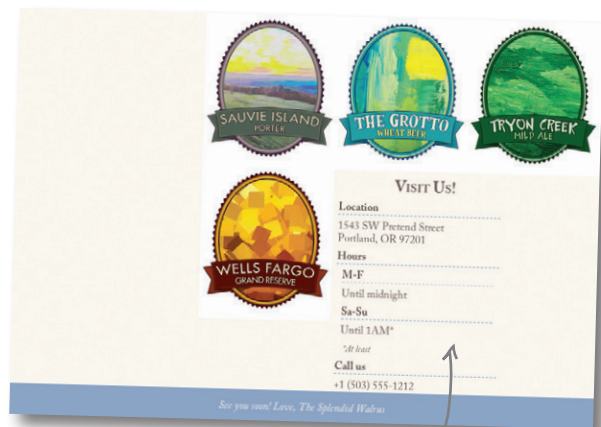 SAUVIE ISLAND
PORTER
THE GROTTO
WHEAT BEER
TRYON CREEK
MILD ALE
WELLS FARGO
GRAND RESERVE
VISIT US!
Location
1543 SW Pretend Street
Portland, OR 97201
Hours
M-F
Until midnight
Sa-Su
Until 1AM*
*At least
Call us
+1 (503) 555-1212
See you soon! Love, The Splendid Walrus